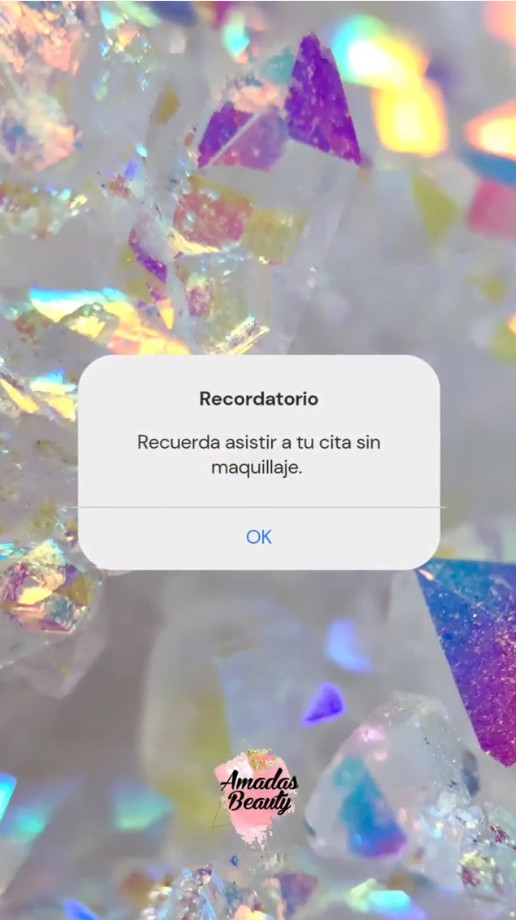 Recordatorio
Recuerda asistir a tu cita sin
maquillaje.
OK
Amadas
Beauty